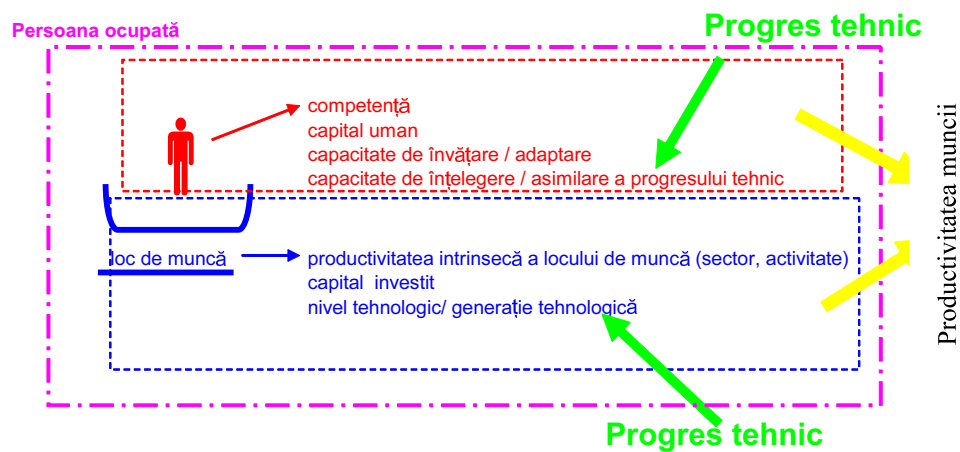 Progres tehnic
Persoana ocupată
competență
capital uman
capacitate de învățare / adaptare
capacitate de înțelegere / asimilare a progresului tehnic
loc de muncă
productivitatea intrinsecă a locului de muncă (sector, activitate)
capital investit
nivel tehnologic/ generație tehnologică
Productivitatea muncii
Progres tehnic